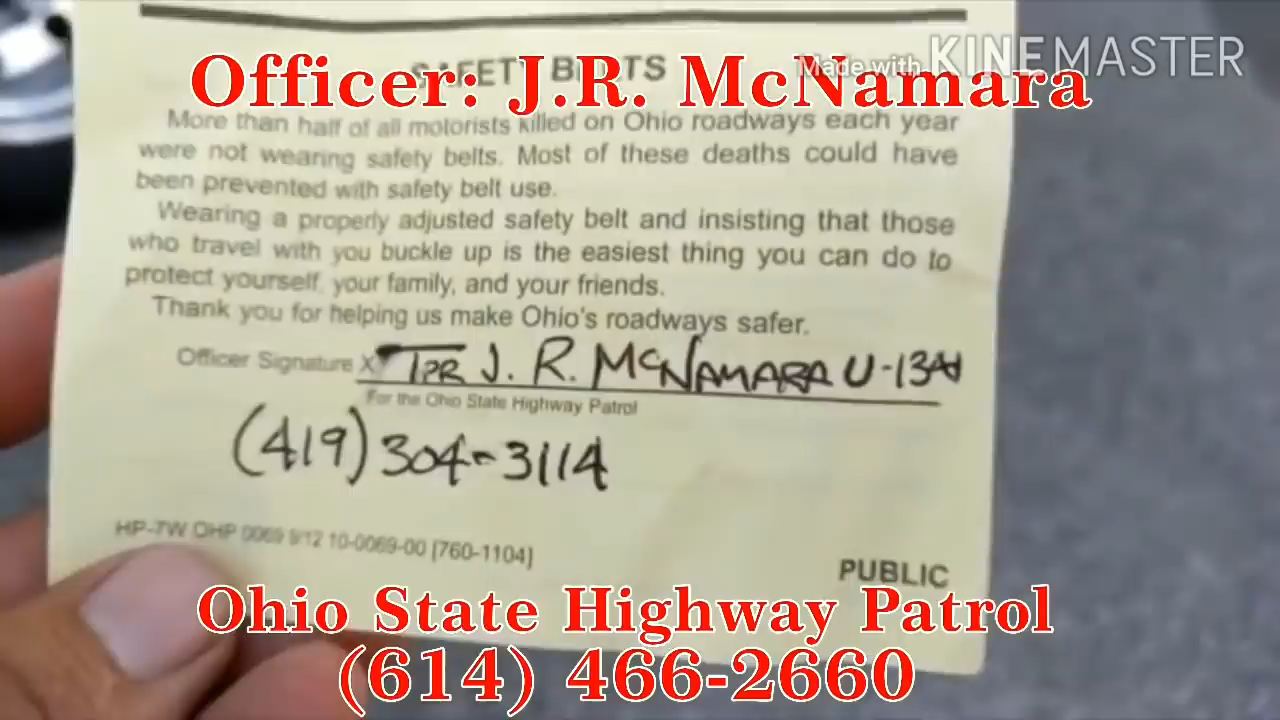 Made with KINEMASTER
SAFETY BELTS
Officer: J.R. McNamara
More than half of all motorists killed on Ohio roadways each year
were not wearing safety belts. Most of these deaths could have
been prevented with safety belt use.
Wearing a properly adjusted safety belt and insisting that those
who travel with you buckle up is the easiest thing you can do to
protect yourself, your family, and your friends.
Thank you for helping us make Ohio's roadways safer.
Officer Signature X TPR J. R. MCNAMARA
For the Ohio State Highway Patrol
(419) 304-3114
HP-7W OHP 0069 9/12 10-0069-00 [760-1104]
PUBLIC
Ohio State Highway Patrol
(614) 466-2660